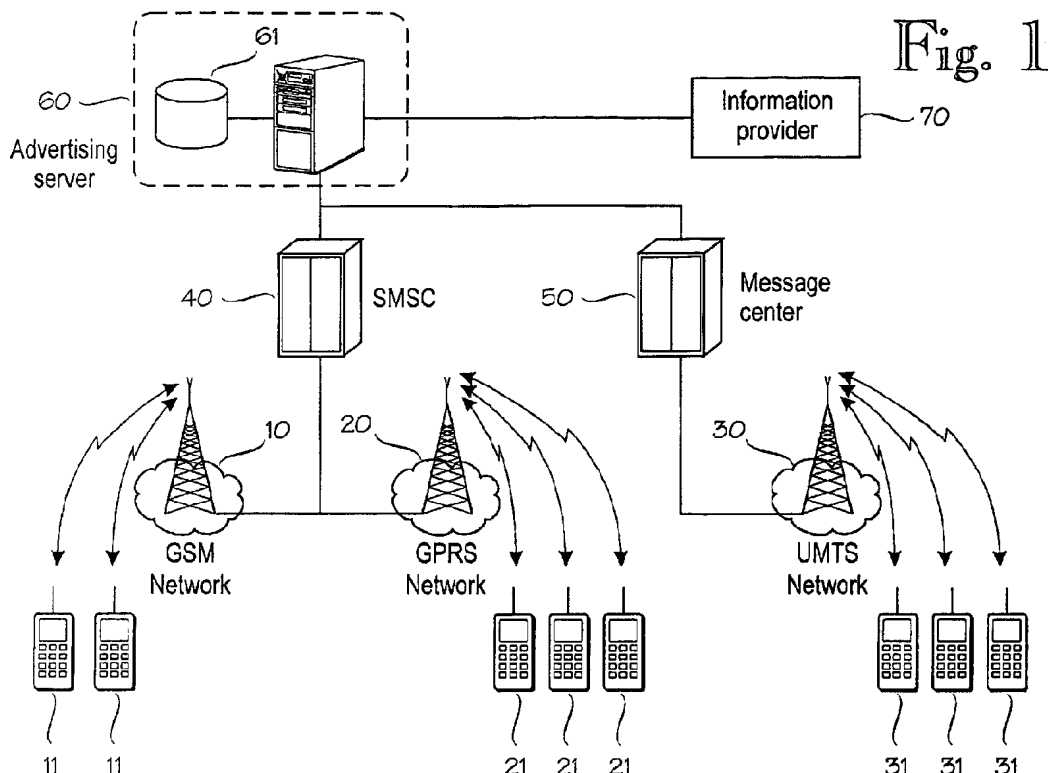 Fig. 1
61
60
Advertising
server
Information
provider
70
40
SMSC
50
Message
center
10
20
30
GSM
Network
GPRS
Network
UMTS
Network
11
11
21
21
21
31
31
31